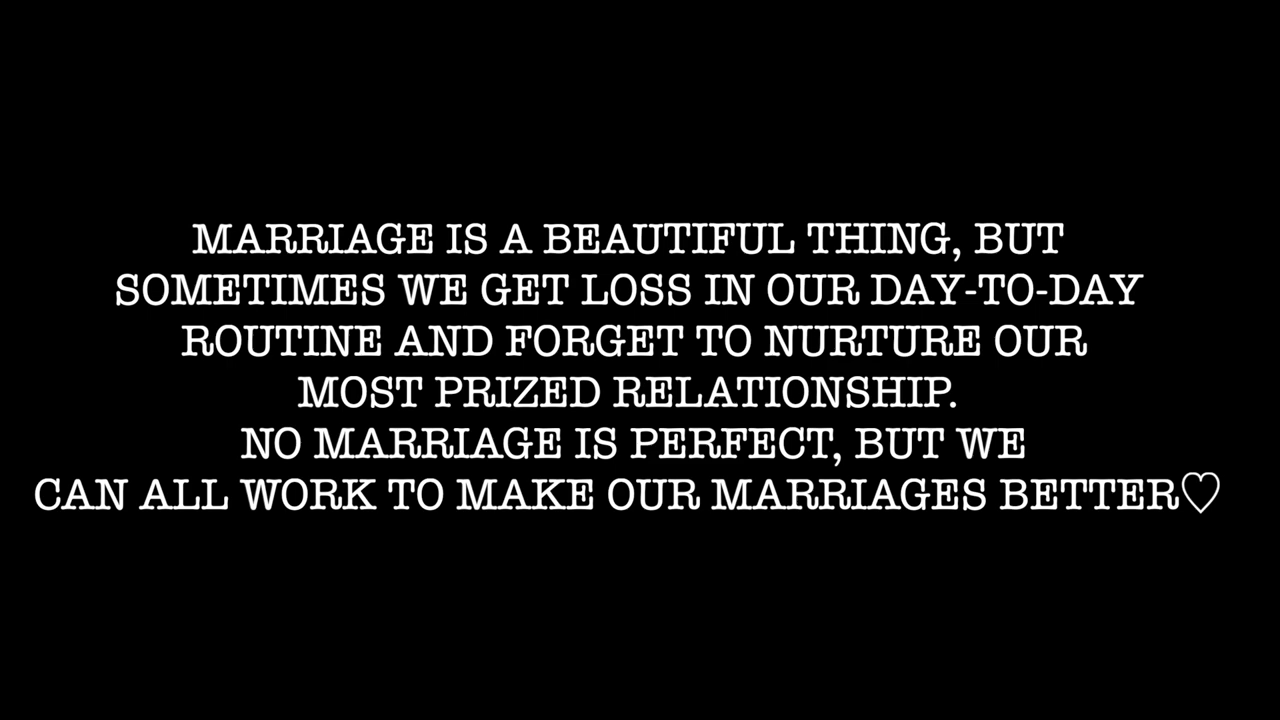 MARRIAGE IS A BEAUTIFUL THING, BUT
SOMETIMES WE GET LOSS IN OUR DAY-TO-DAY
ROUTINE AND FORGET TO NURTURE OUR
MOST PRIZED RELATIONSHIP.
NO MARRIAGE IS PERFECT, BUT WE
CAN ALL WORK TO MAKE OUR MARRIAGES BETTER♡